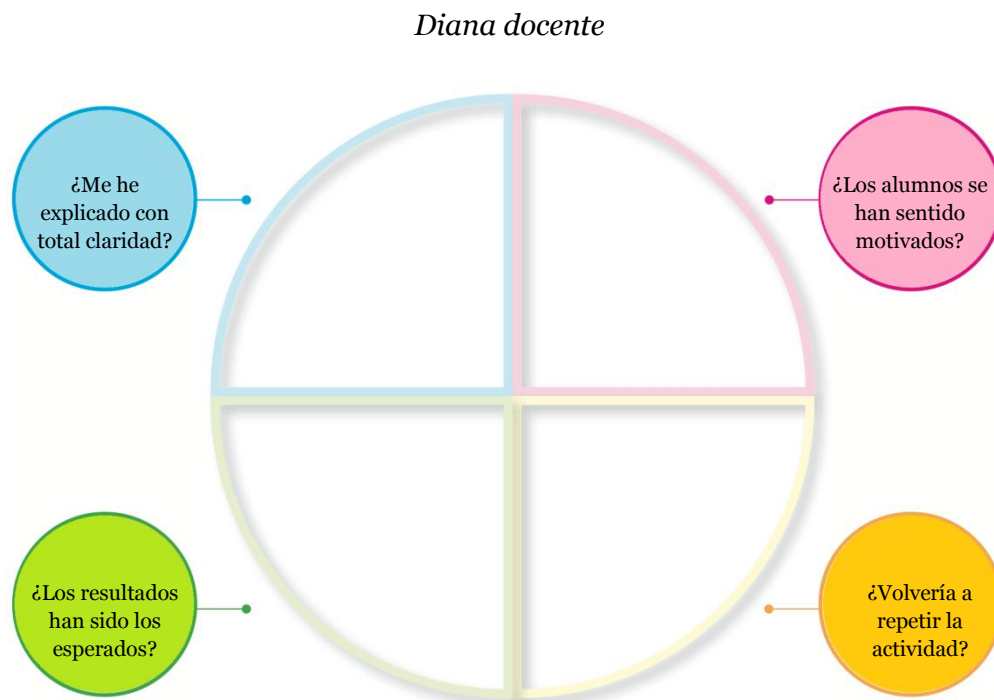 Diana docente
¿Me he
explicado con
total claridad?
¿Los alumnos se
han sentido
motivados?
¿Los resultados
han sido los
esperados?
¿Volvería a
repetir la
actividad?